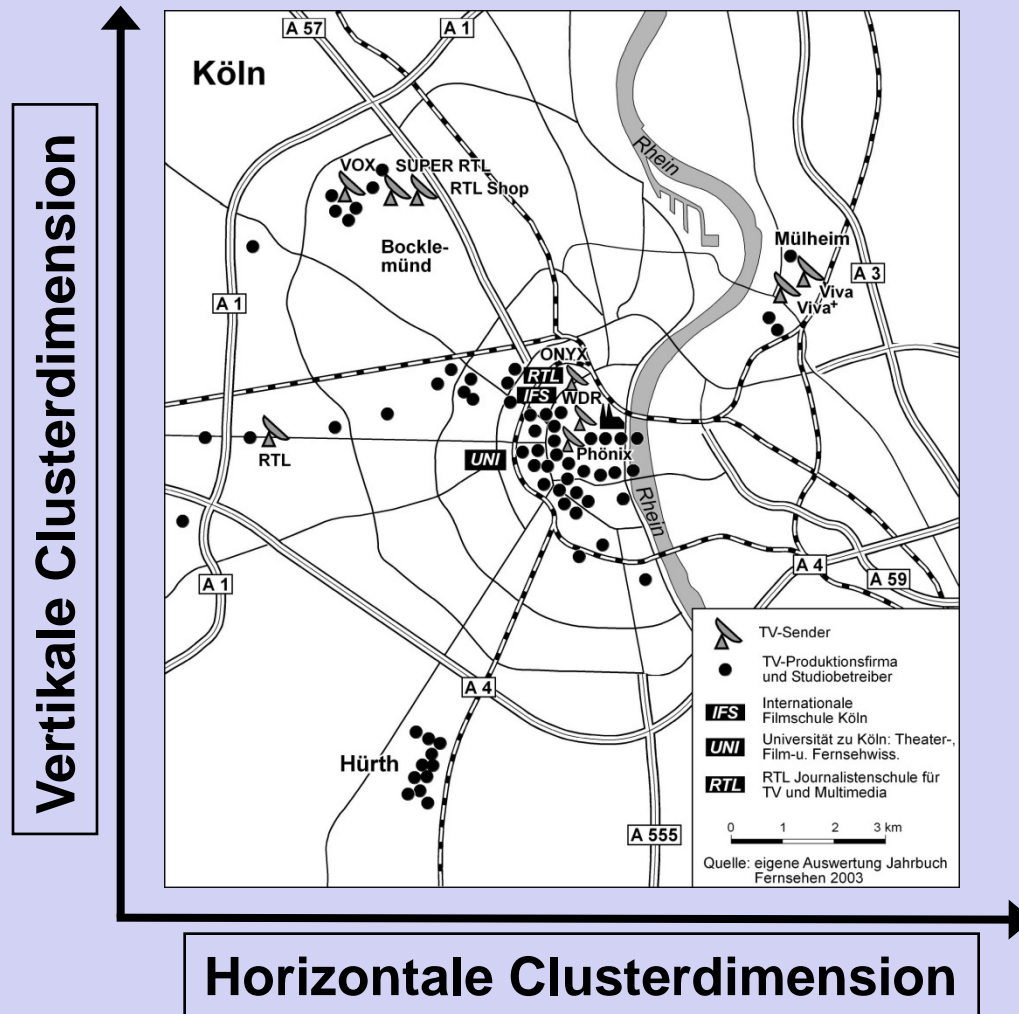 Vertikale Clusterdimension
Köln
A 57
A 1
VOX
SUPER RTL
RTL Shop
Bockle-
münd
Rhein
Mülheim
Viva
Viva+
A 3
A 1
ONYX
RTL
IFS
WDR
Phönix
UNI
RTL
Rhein
A 1
A 4
A 59
A 4
Hürth
A 555
TV-Sender
TV-Produktionsfirma
und Studiobetreiber
IFS
Internationale
Filmschule Köln
UNI
Universität zu Köln: Theater-,
Film-u. Fernsehwiss.
RTL
RTL Journalistenschule für
TV und Multimedia
0 1 2 3 km
Quelle: eigene Auswertung Jahrbuch
Fernsehen 2003
Horizontale Clusterdimension